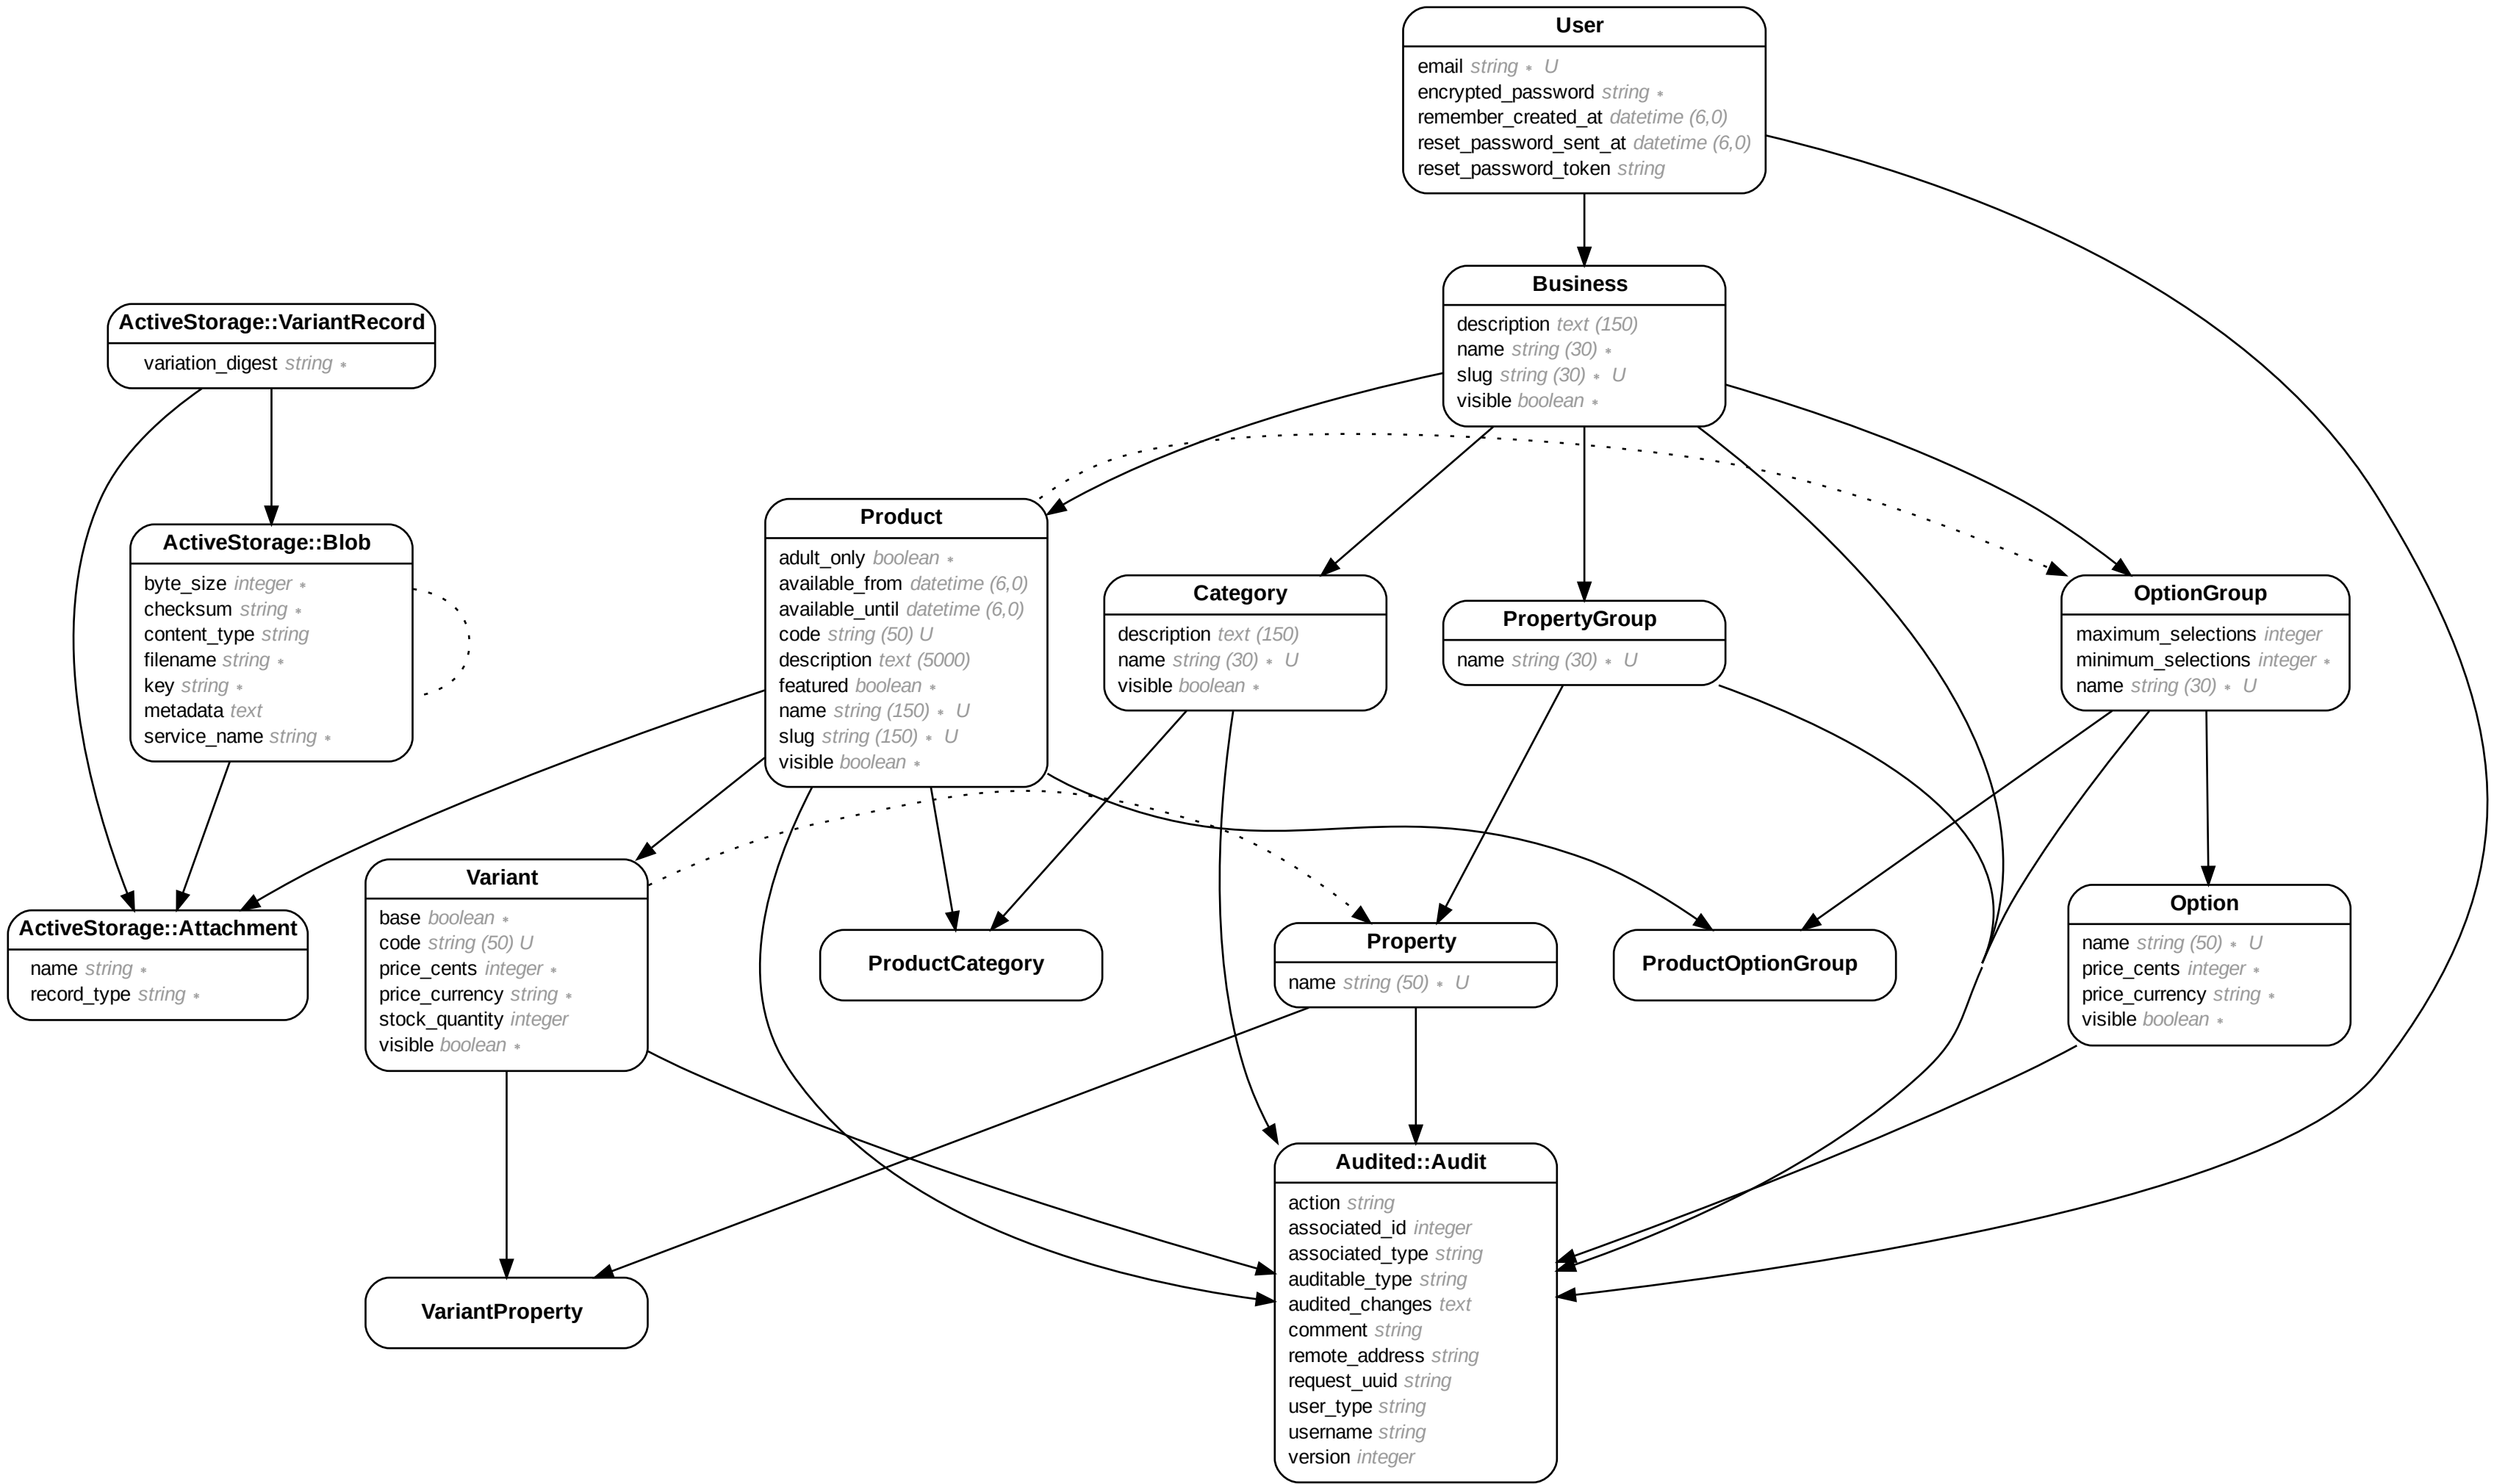 User
email string ∗ U
encrypted_password string ∗
remember_created_at datetime (6,0)
reset_password_sent_at datetime (6,0)
reset_password_token string
Business
description text (150)
name string (30) ∗
slug string (30) ∗ U
visible boolean ∗
ActiveStorage::VariantRecord
variation_digest string ∗
ActiveStorage::Blob
byte_size integer ∗
checksum string ∗
content_type string
filename string ∗
key string ∗
metadata text
service_name string ∗
Product
adult_only boolean ∗
available_from datetime (6,0)
available_until datetime (6,0)
code string (50) U
description text (5000)
featured boolean ∗
name string (150) ∗ U
slug string (150) ∗ U
visible boolean ∗
Category
description text (150)
name string (30) ∗ U
visible boolean ∗
PropertyGroup
name string (30) ∗ U
OptionGroup
maximum_selections integer
minimum_selections integer ∗
name string (30) ∗ U
ActiveStorage::Attachment
name string ∗
record_type string ∗
Variant
base boolean ∗
code string (50) U
price_cents integer ∗
price_currency string ∗
stock_quantity integer
visible boolean ∗
ProductCategory
Property
name string (50) ∗ U
ProductOptionGroup
Option
name string (50) ∗ U
price_cents integer ∗
price_currency string ∗
visible boolean ∗
VariantProperty
Audited::Audit
action string
associated_id integer
associated_type string
auditable_type string
audited_changes text
comment string
remote_address string
request_uuid string
user_type string
username string
version integer